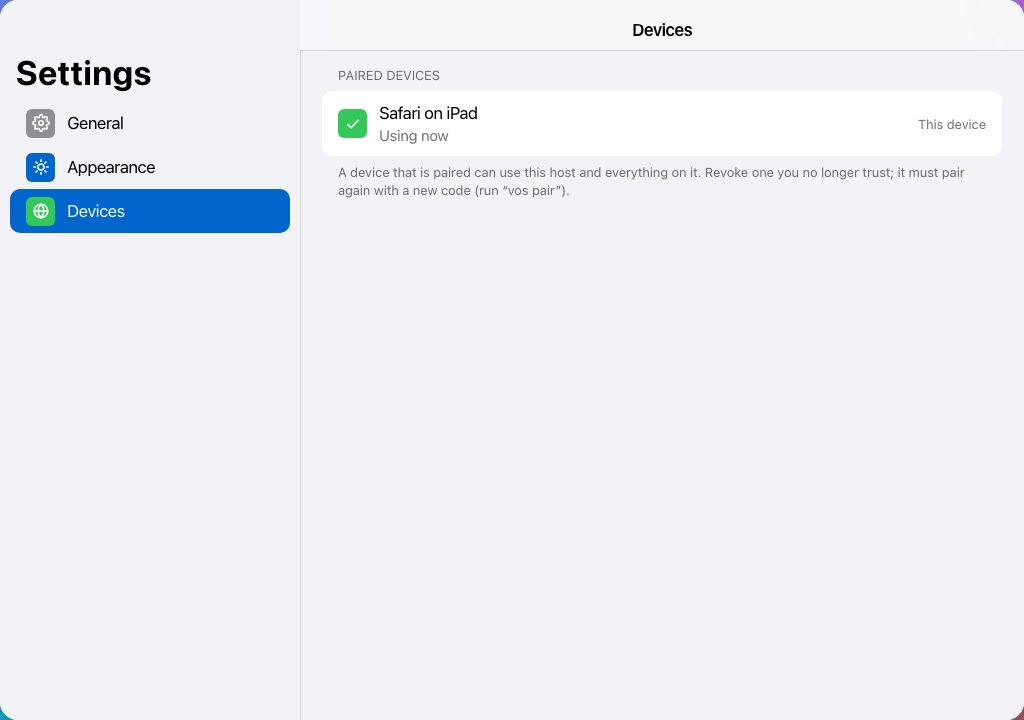 Settings
General
Appearance
Devices
Devices
PAIRED DEVICES
Safari on iPad
Using now
This device
A device that is paired can use this host and everything on it. Revoke one you no longer trust; it must pair
again with a new code (run “vos pair”).